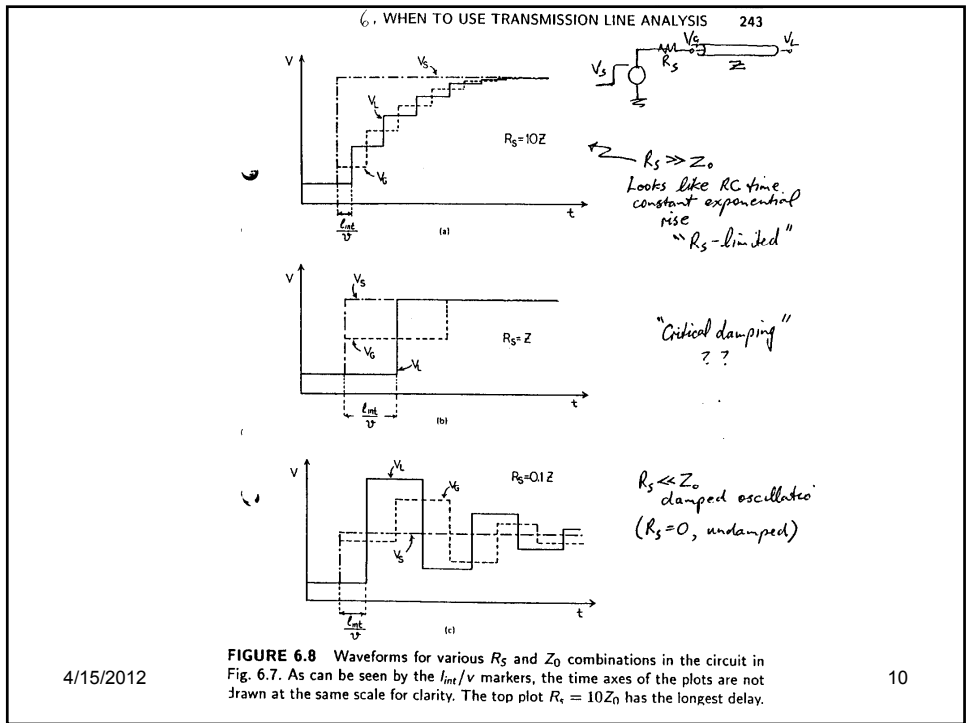 6. WHEN TO USE TRANSMISSION LINE ANALYSIS 243
Vs Rs VG Z VL
V
Vs
VL
VG
Rs=10Z
t
lint
v
(a)
Rs >> Zo
Looks like RC time
constant exponential
rise
"Rs-limited"
V
Vs
VG
VL
Rs=Z
t
lint
v
(b)
"Critical damping"
? ?
V
VL
VG
Vs
Rs=0.1Z
t
lint
v
(c)
Rs << Zo
damped oscillatio
(Rs=0, undamped)
FIGURE 6.8 Waveforms for various RS and Z0 combinations in the circuit in
Fig. 6.7. As can be seen by the lint/v markers, the time axes of the plots are not
drawn at the same scale for clarity. The top plot Rs = 10Z0 has the longest delay.
4/15/2012
10